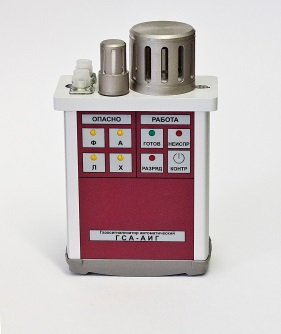 ОПАСНО РАБОТА
Ф А ГОТОВ НЕИСПР
Л Х РАЗРЯД КОНТР
Газосигнализатор автоматический
ГСА-АИГ